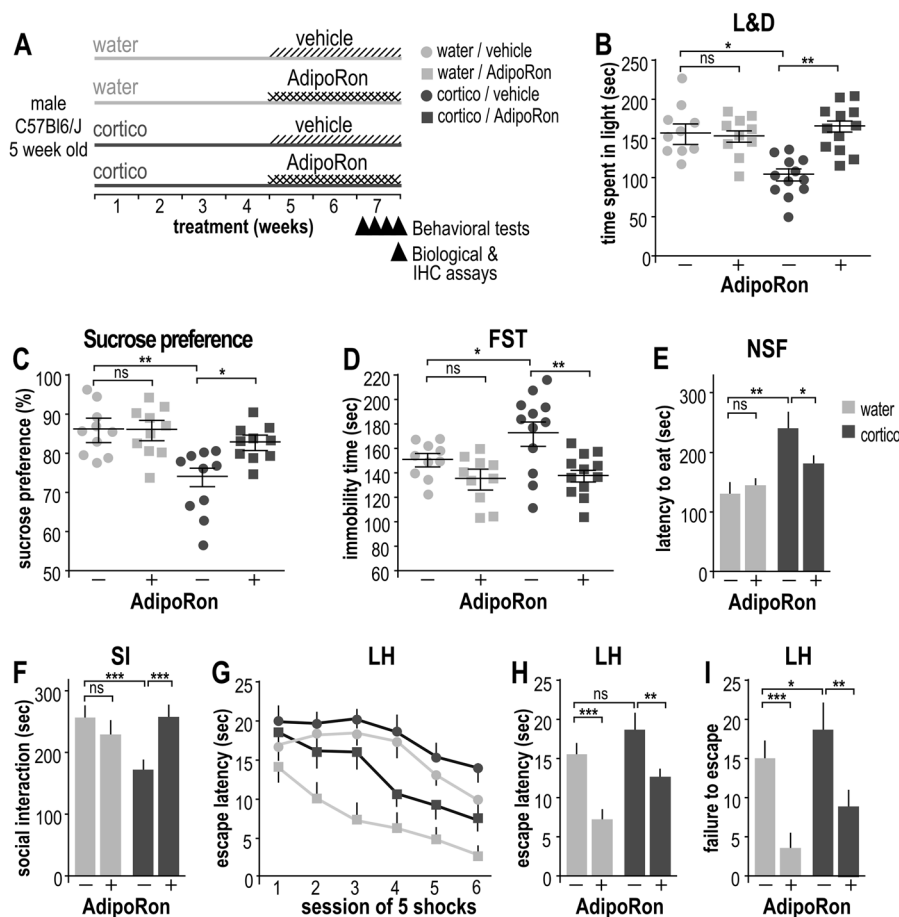 A
water
vehicle
water
AdipoRon
cortico
vehicle
cortico
AdipoRon
male
C57Bl6/J
5 week old
1 2 3 4 5 6 7
treatment (weeks)
Behavioral tests
Biological &
IHC assays
water / vehicle
water / AdipoRon
cortico / vehicle
cortico / AdipoRon
B
L&D
*
ns
**
time spent in light (sec)
250
200
150
100
50
0
− + − +
AdipoRon
C
Sucrose preference
**
ns
*
sucrose preference (%)
100
90
80
70
60
50
− + − +
AdipoRon
D
FST
*
ns
**
immobility time (sec)
220
200
180
160
140
120
100
80
60
− + − +
AdipoRon
E
NSF
**
ns
*
latency to eat (sec)
300
200
100
0
− + − +
AdipoRon
water
cortico
F
SI
***
ns
***
social interaction (sec)
300
200
100
0
− + − +
AdipoRon
G
LH
escape latency (sec)
25
20
15
10
5
0
1 2 3 4 5 6
session of 5 shocks
H
LH
ns
***
**
escape latency (sec)
25
20
15
10
5
0
− + − +
AdipoRon
I
LH
*
***
**
failure to escape
25
20
15
10
5
0
− + − +
AdipoRon